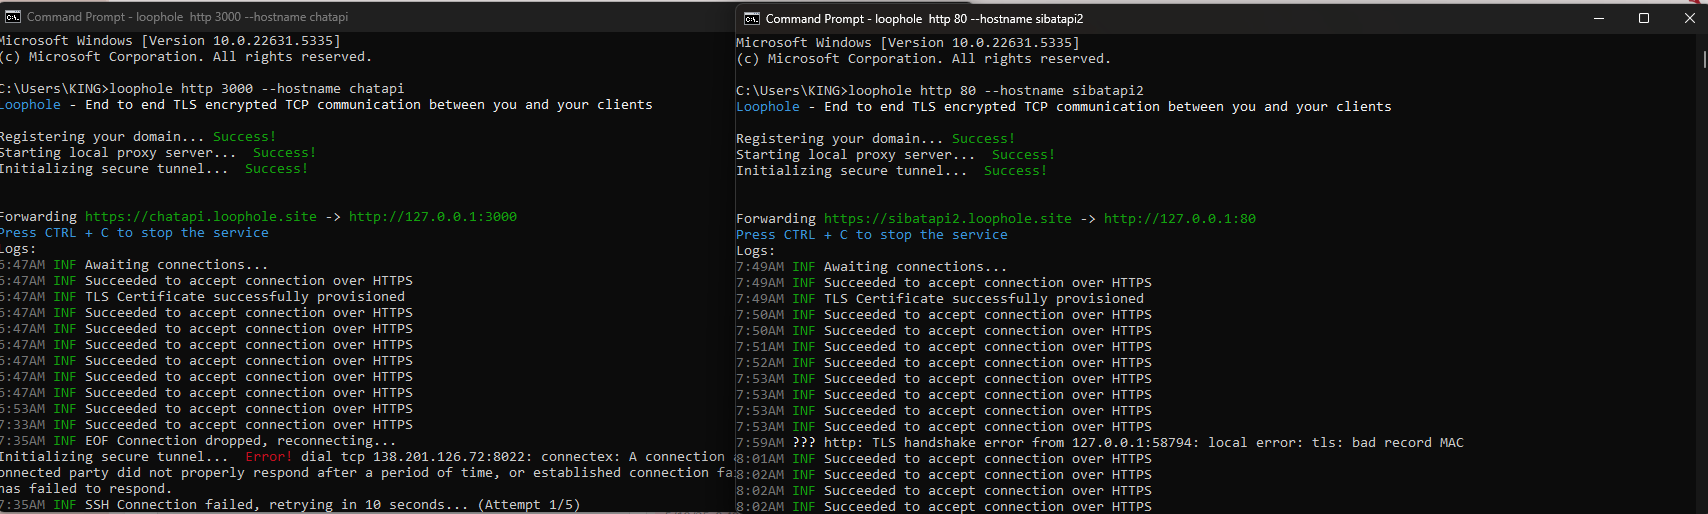 Command Prompt - loophole  http 3000 --hostname chatapi
Microsoft Windows [Version 10.0.22631.5335]
(c) Microsoft Corporation. All rights reserved.
C:\Users\KING>loophole http 3000 --hostname chatapi
Loophole - End to end TLS encrypted TCP communication between you and your clients
Registering your domain... Success!
Starting local proxy server...  Success!
Initializing secure tunnel...  Success!
Forwarding https://chatapi.loophole.site -> http://127.0.0.1:3000
Press CTRL + C to stop the service
Logs:
6:47AM INF Awaiting connections...
6:47AM INF Succeeded to accept connection over HTTPS
6:47AM INF TLS Certificate successfully provisioned
6:47AM INF Succeeded to accept connection over HTTPS
6:47AM INF Succeeded to accept connection over HTTPS
6:47AM INF Succeeded to accept connection over HTTPS
6:47AM INF Succeeded to accept connection over HTTPS
6:47AM INF Succeeded to accept connection over HTTPS
6:47AM INF Succeeded to accept connection over HTTPS
6:53AM INF Succeeded to accept connection over HTTPS
7:33AM INF Succeeded to accept connection over HTTPS
7:35AM INF EOF Connection dropped, reconnecting...
Initializing secure tunnel...  Error! dial tcp 138.201.126.72:8022: connectex: A connection
onnected party did not properly respond after a period of time, or established connection fai
has failed to respond.
7:35AM INF SSH Connection failed, retrying in 10 seconds... (Attempt 1/5)
Command Prompt - loophole  http 80 --hostname sibatapi2
Microsoft Windows [Version 10.0.22631.5335]
(c) Microsoft Corporation. All rights reserved.
C:\Users\KING>loophole http 80 --hostname sibatapi2
Loophole - End to end TLS encrypted TCP communication between you and your clients
Registering your domain... Success!
Starting local proxy server...  Success!
Initializing secure tunnel...  Success!
Forwarding https://sibatapi2.loophole.site -> http://127.0.0.1:80
Press CTRL + C to stop the service
Logs:
7:49AM INF Awaiting connections...
7:49AM INF Succeeded to accept connection over HTTPS
7:49AM INF TLS Certificate successfully provisioned
7:50AM INF Succeeded to accept connection over HTTPS
7:50AM INF Succeeded to accept connection over HTTPS
7:51AM INF Succeeded to accept connection over HTTPS
7:52AM INF Succeeded to accept connection over HTTPS
7:53AM INF Succeeded to accept connection over HTTPS
7:53AM INF Succeeded to accept connection over HTTPS
7:53AM INF Succeeded to accept connection over HTTPS
7:53AM INF Succeeded to accept connection over HTTPS
7:59AM ??? http: TLS handshake error from 127.0.0.1:58794: local error: tls: bad record MAC
8:01AM INF Succeeded to accept connection over HTTPS
8:02AM INF Succeeded to accept connection over HTTPS
8:02AM INF Succeeded to accept connection over HTTPS
8:02AM INF Succeeded to accept connection over HTTPS